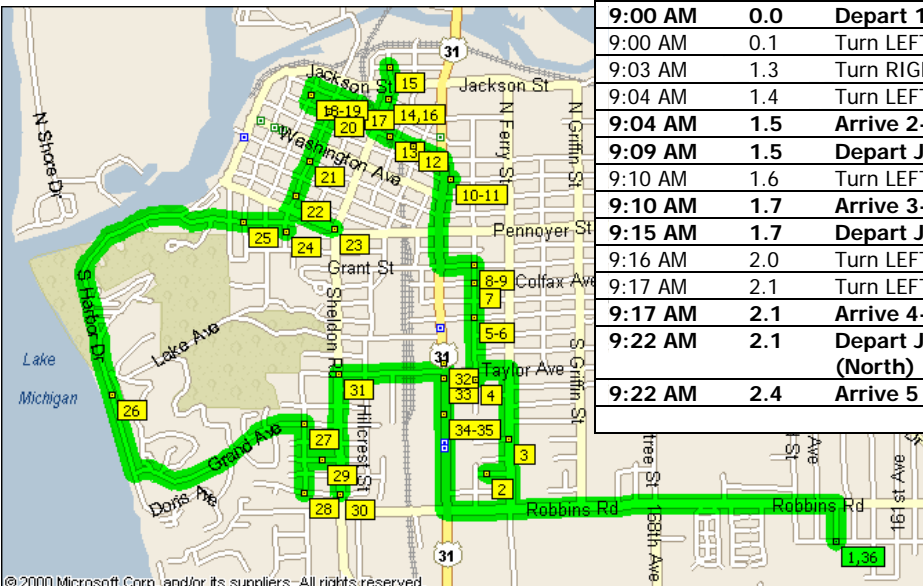 9:00 AM 0.0 Depart 1
9:00 AM 0.1 Turn LEFT
9:03 AM 1.3 Turn RIGH
9:04 AM 1.4 Turn LEFT
9:04 AM 1.5 Arrive 2-
9:09 AM 1.5 Depart J
9:10 AM 1.6 Turn LEFT
9:10 AM 1.7 Arrive 3-
9:15 AM 1.7 Depart J
9:16 AM 2.0 Turn LEFT
9:17 AM 2.1 Turn LEFT
9:17 AM 2.1 Arrive 4-
9:22 AM 2.1 Depart J
(North)
9:22 AM 2.4 Arrive 5
31
Jackson St
15
Jackson St
18-19
17
14,16
20
N Shore Dr
N Ferry St
N Griffin St
Washington Ave
13
12
21
10-11
22
25
24
23
Pennoyer St
Grant St
8-9
Colfax Ave
7
S Harbor Dr
Sheldon Rd
5-6
Lake Ave
Lake
Michigan
31
Taylor Ave
S Griffin St
32
31
33
4
26
Hillcrest St
34-35
27
Grand Ave
3
29
2
Doris Ave
28
30
Robbins Rd
tree St
168th Ave
Robbins Rd
St
Ave
161st Ave
31
1,36
© 2000 Microsoft Corp. and/or its suppliers. All rights reserved.